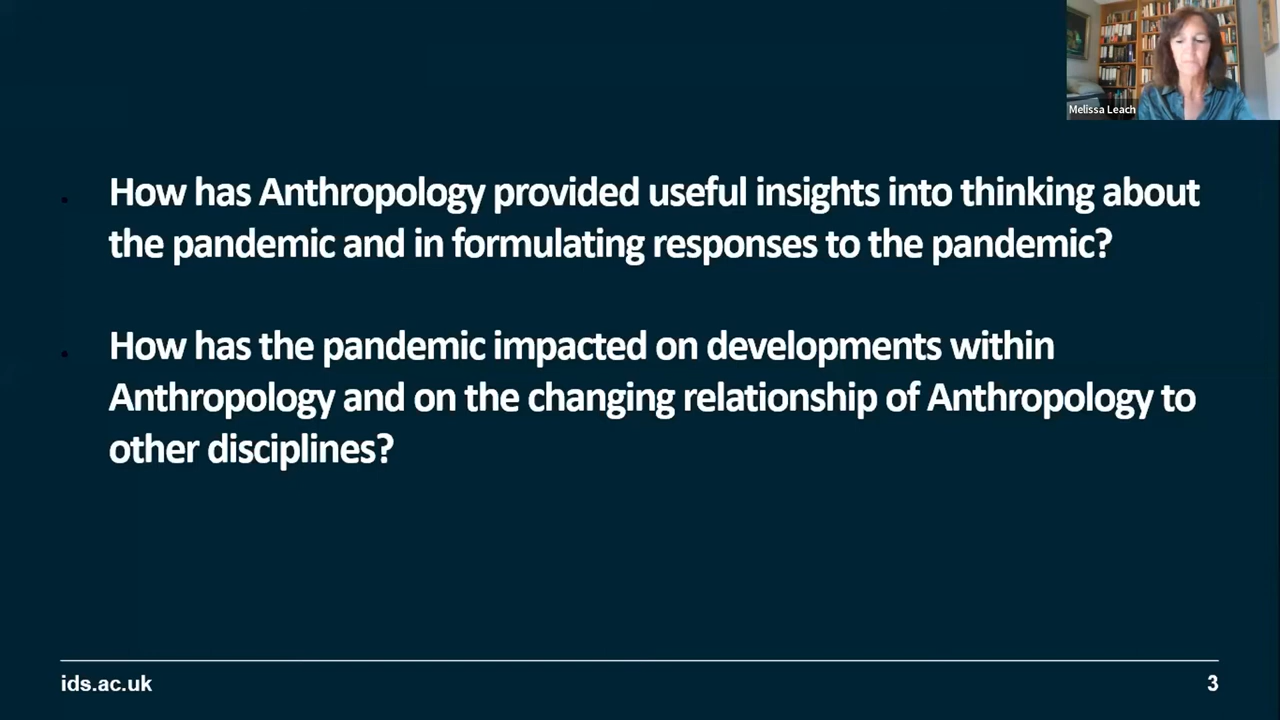 Melissa Leach
How has Anthropology provided useful insights into thinking about
the pandemic and in formulating responses to the pandemic?
How has the pandemic impacted on developments within
Anthropology and on the changing relationship of Anthropology to
other disciplines?
ids.ac.uk
3